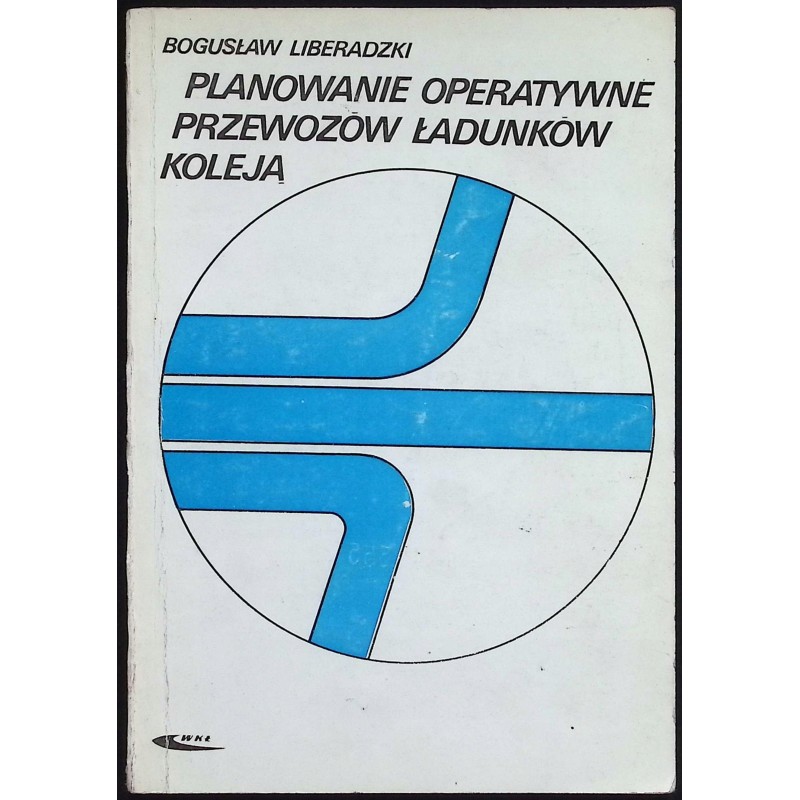 BOGUSŁAW LIBERADZKI
PLANOWANIE OPERATYWNE
PRZEWOZÓW ŁADUNKÓW
KOLEJĄ
WKŁ